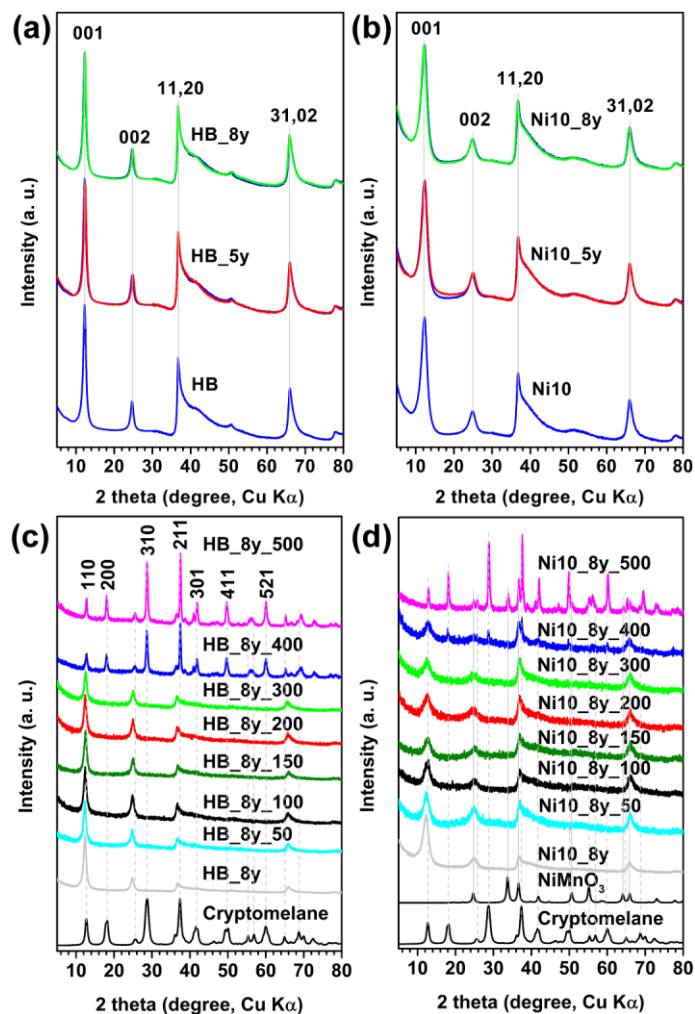 (a)
001
002
11,20
31,02
HB_8y
HB_5y
HB
Intensity (a. u.)
10 20 30 40 50 60 70 80
2 theta (degree, Cu Kα)
(b)
001
002
11,20
31,02
Ni10_8y
Ni10_5y
Ni10
Intensity (a. u.)
10 20 30 40 50 60 70 80
2 theta (degree, Cu Kα)
(c)
110
200
310
211
301
411
521
HB_8y_500
HB_8y_400
HB_8y_300
HB_8y_200
HB_8y_150
HB_8y_100
HB_8y_50
HB_8y
Cryptomelane
Intensity (a. u.)
10 20 30 40 50 60 70 80
2 theta (degree, Cu Kα)
(d)
Ni10_8y_500
Ni10_8y_400
Ni10_8y_300
Ni10_8y_200
Ni10_8y_150
Ni10_8y_100
Ni10_8y_50
Ni10_8y
NiMnO₃
Cryptomelane
Intensity (a. u.)
10 20 30 40 50 60 70 80
2 theta (degree, Cu Kα)